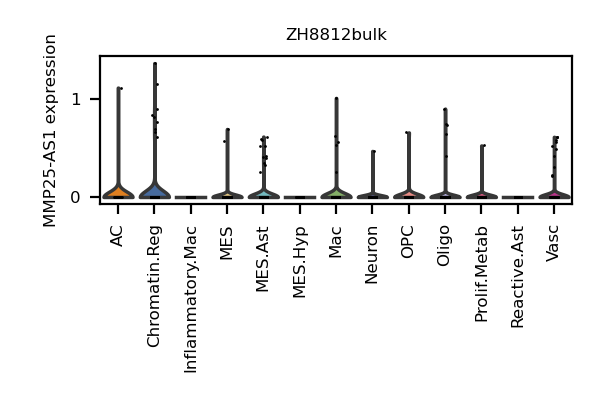 ZH8812bulk
MMP25-AS1 expression
1
0
AC
Chromatin.Reg
Inflammatory.Mac
MES
MES.Ast
MES.Hyp
Mac
Neuron
OPC
Oligo
Prolif.Metab
Reactive.Ast
Vasc